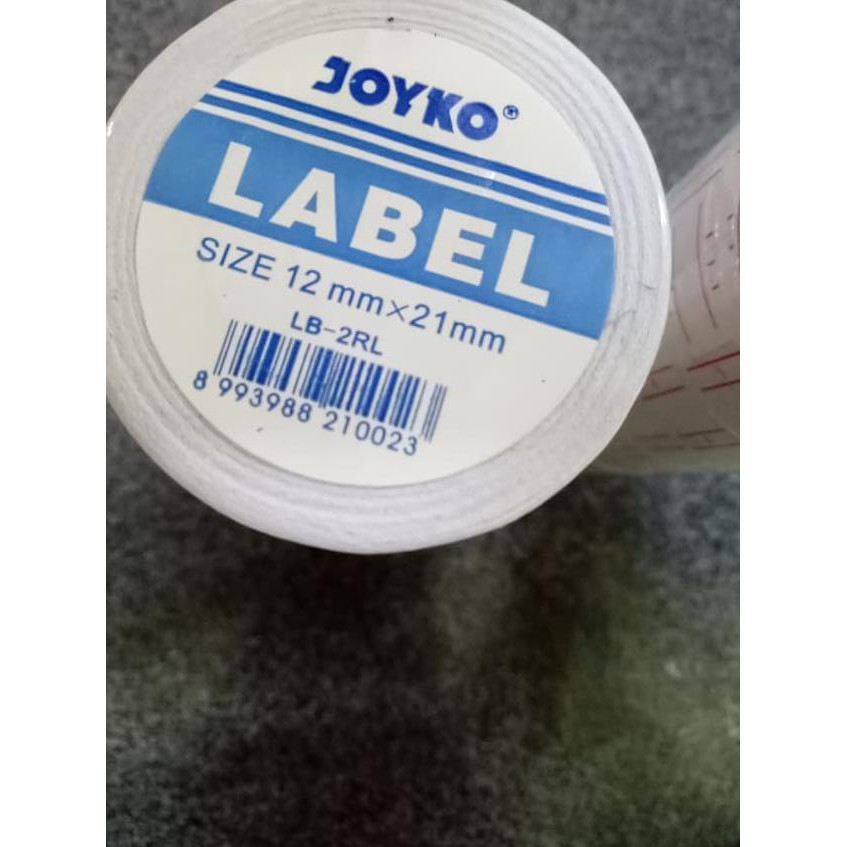 JOYKO®
LABEL
SIZE 12 mm×21mm
LB-2RL
8 993988 210023